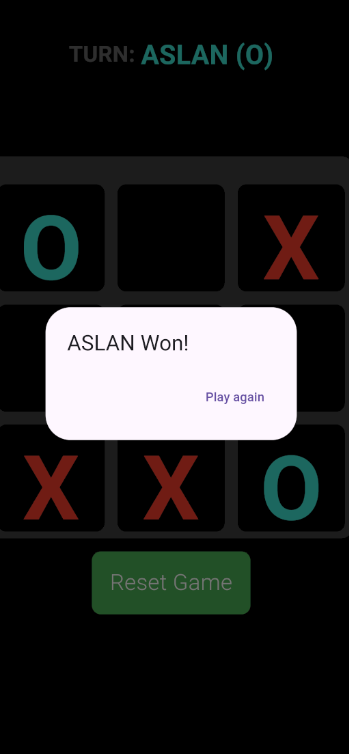 TURN: ASLAN (O)
O X
ASLAN Won!
Play again
X X O
Reset Game